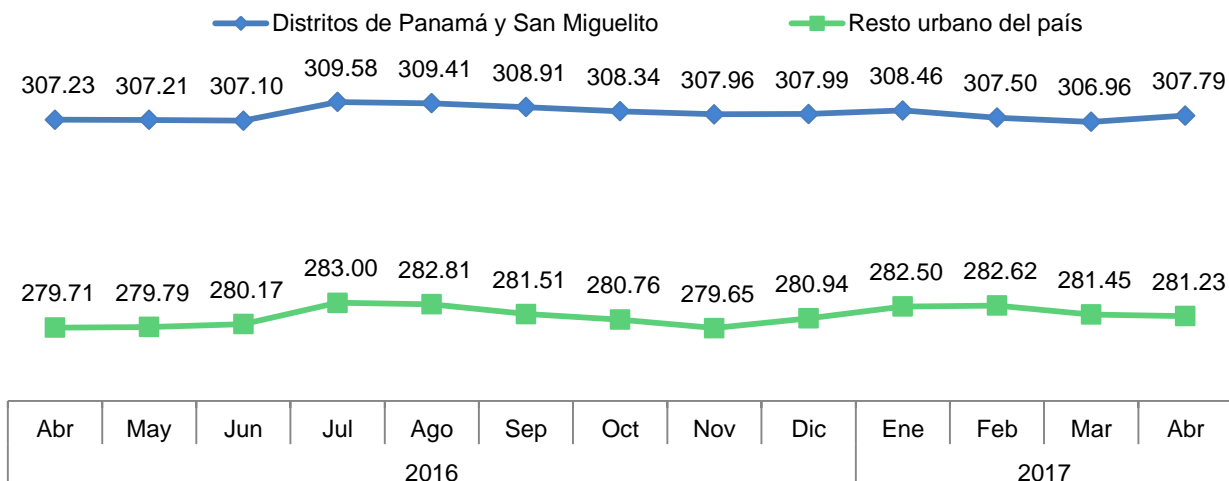 Distritos de Panamá y San Miguelito Resto urbano del país
307.23 307.21 307.10 309.58 309.41 308.91 308.34 307.96 307.99 308.46 307.50 306.96 307.79
279.71 279.79 280.17 283.00 282.81 281.51 280.76 279.65 280.94 282.50 282.62 281.45 281.23
Abr May Jun Jul Ago Sep Oct Nov Dic Ene Feb Mar Abr
2016 2017